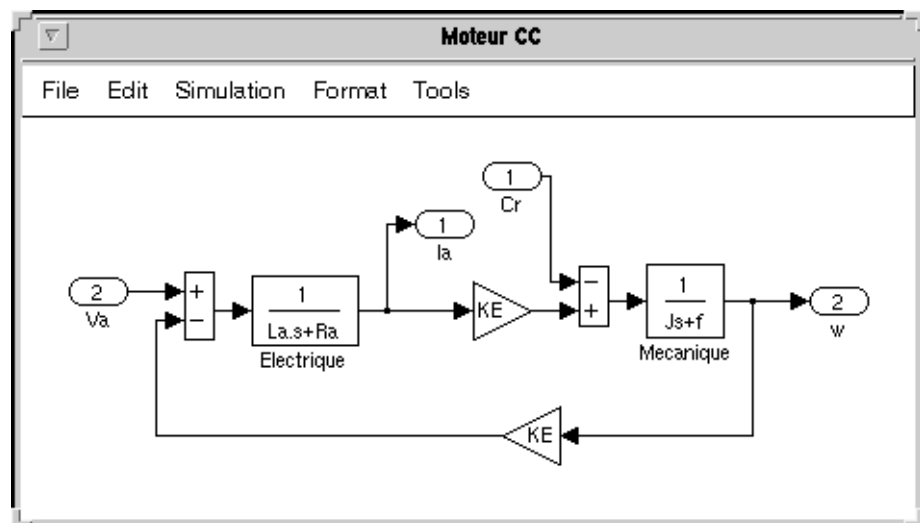 Moteur CC
File Edit Simulation Format Tools
1
Cr
1
Ia
2
Va
+
−
1
La.s+Ra
Electrique
KE
−
+
1
Js+f
Mecanique
2
w
KE